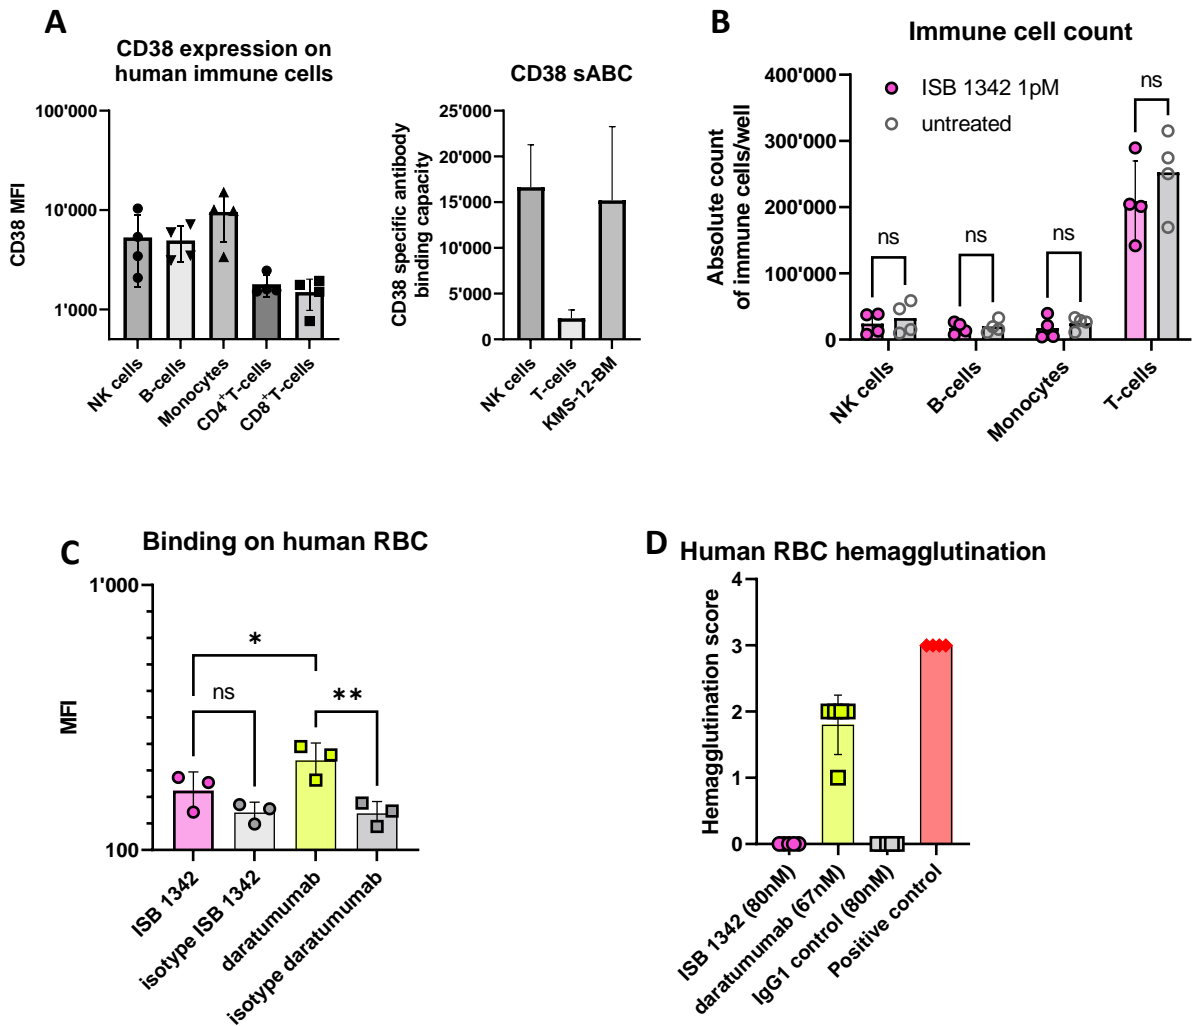 A
CD38 expression on
human immune cells
CD38 MFI
100'000
10'000
1'000
NK cells
B-cells
Monocytes
CD4+T-cells
CD8+T-cells
CD38 sABC
CD38 specific antibody
binding capacity
25'000
20'000
15'000
10'000
5'000
0
NK cells
T-cells
KMS-12-BM
B
Immune cell count
Absolute count
of immune cells/well
400'000
300'000
200'000
100'000
0
ISB 1342 1pM
untreated
ns
ns
ns
ns
NK cells
B-cells
Monocytes
T-cells
C
Binding on human RBC
MFI
1'000
100
*
ns
**
ISB 1342
isotype ISB 1342
daratumumab
isotype daratumumab
D
Human RBC hemagglutination
Hemagglutination score
4
3
2
1
0
ISB 1342 (80nM)
daratumumab (67nM)
IgG1 control (80nM)
Positive control